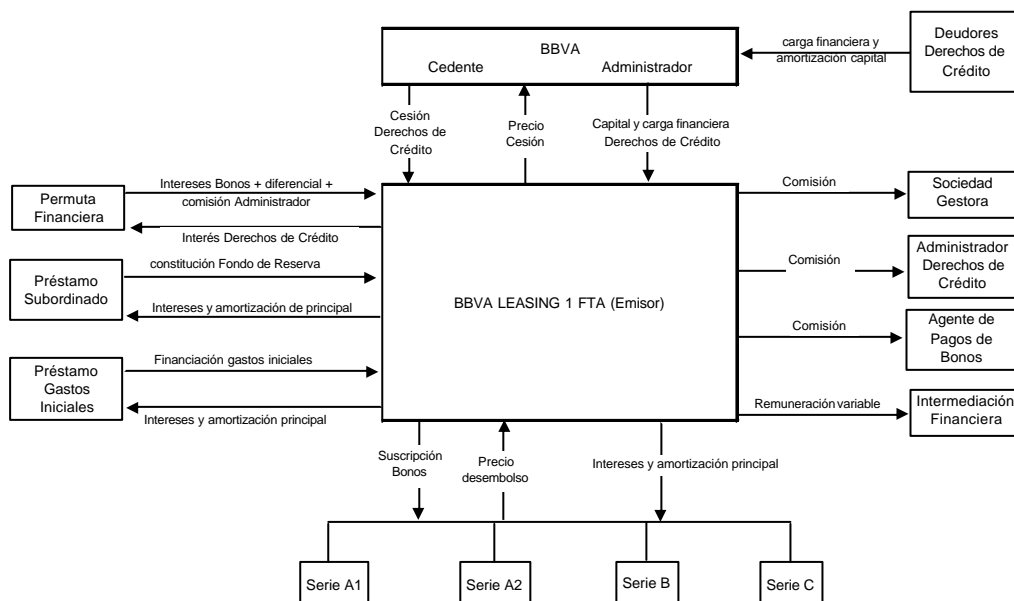 BBVA
Cedente
Administrador
carga financiera y
amortización capital
Deudores
Derechos de
Crédito
Cesión
Derechos de
Crédito
Precio
Cesión
Capital y carga financiera
Derechos de Crédito
Permuta
Financiera
Intereses Bonos + diferencial +
comisión Administrador
Interés Derechos de Crédito
Préstamo
Subordinado
constitución Fondo de Reserva
Intereses y amortización de principal
Préstamo
Gastos
Iniciales
Financiación gastos iniciales
Intereses y amortización principal
BBVA LEASING 1 FTA (Emisor)
Comisión
Sociedad
Gestora
Comisión
Administrador
Derechos de
Crédito
Comisión
Agente de
Pagos de
Bonos
Remuneración variable
Intermediación
Financiera
Suscripción
Bonos
Precio
desembolso
Intereses y amortización principal
Serie A1
Serie A2
Serie B
Serie C